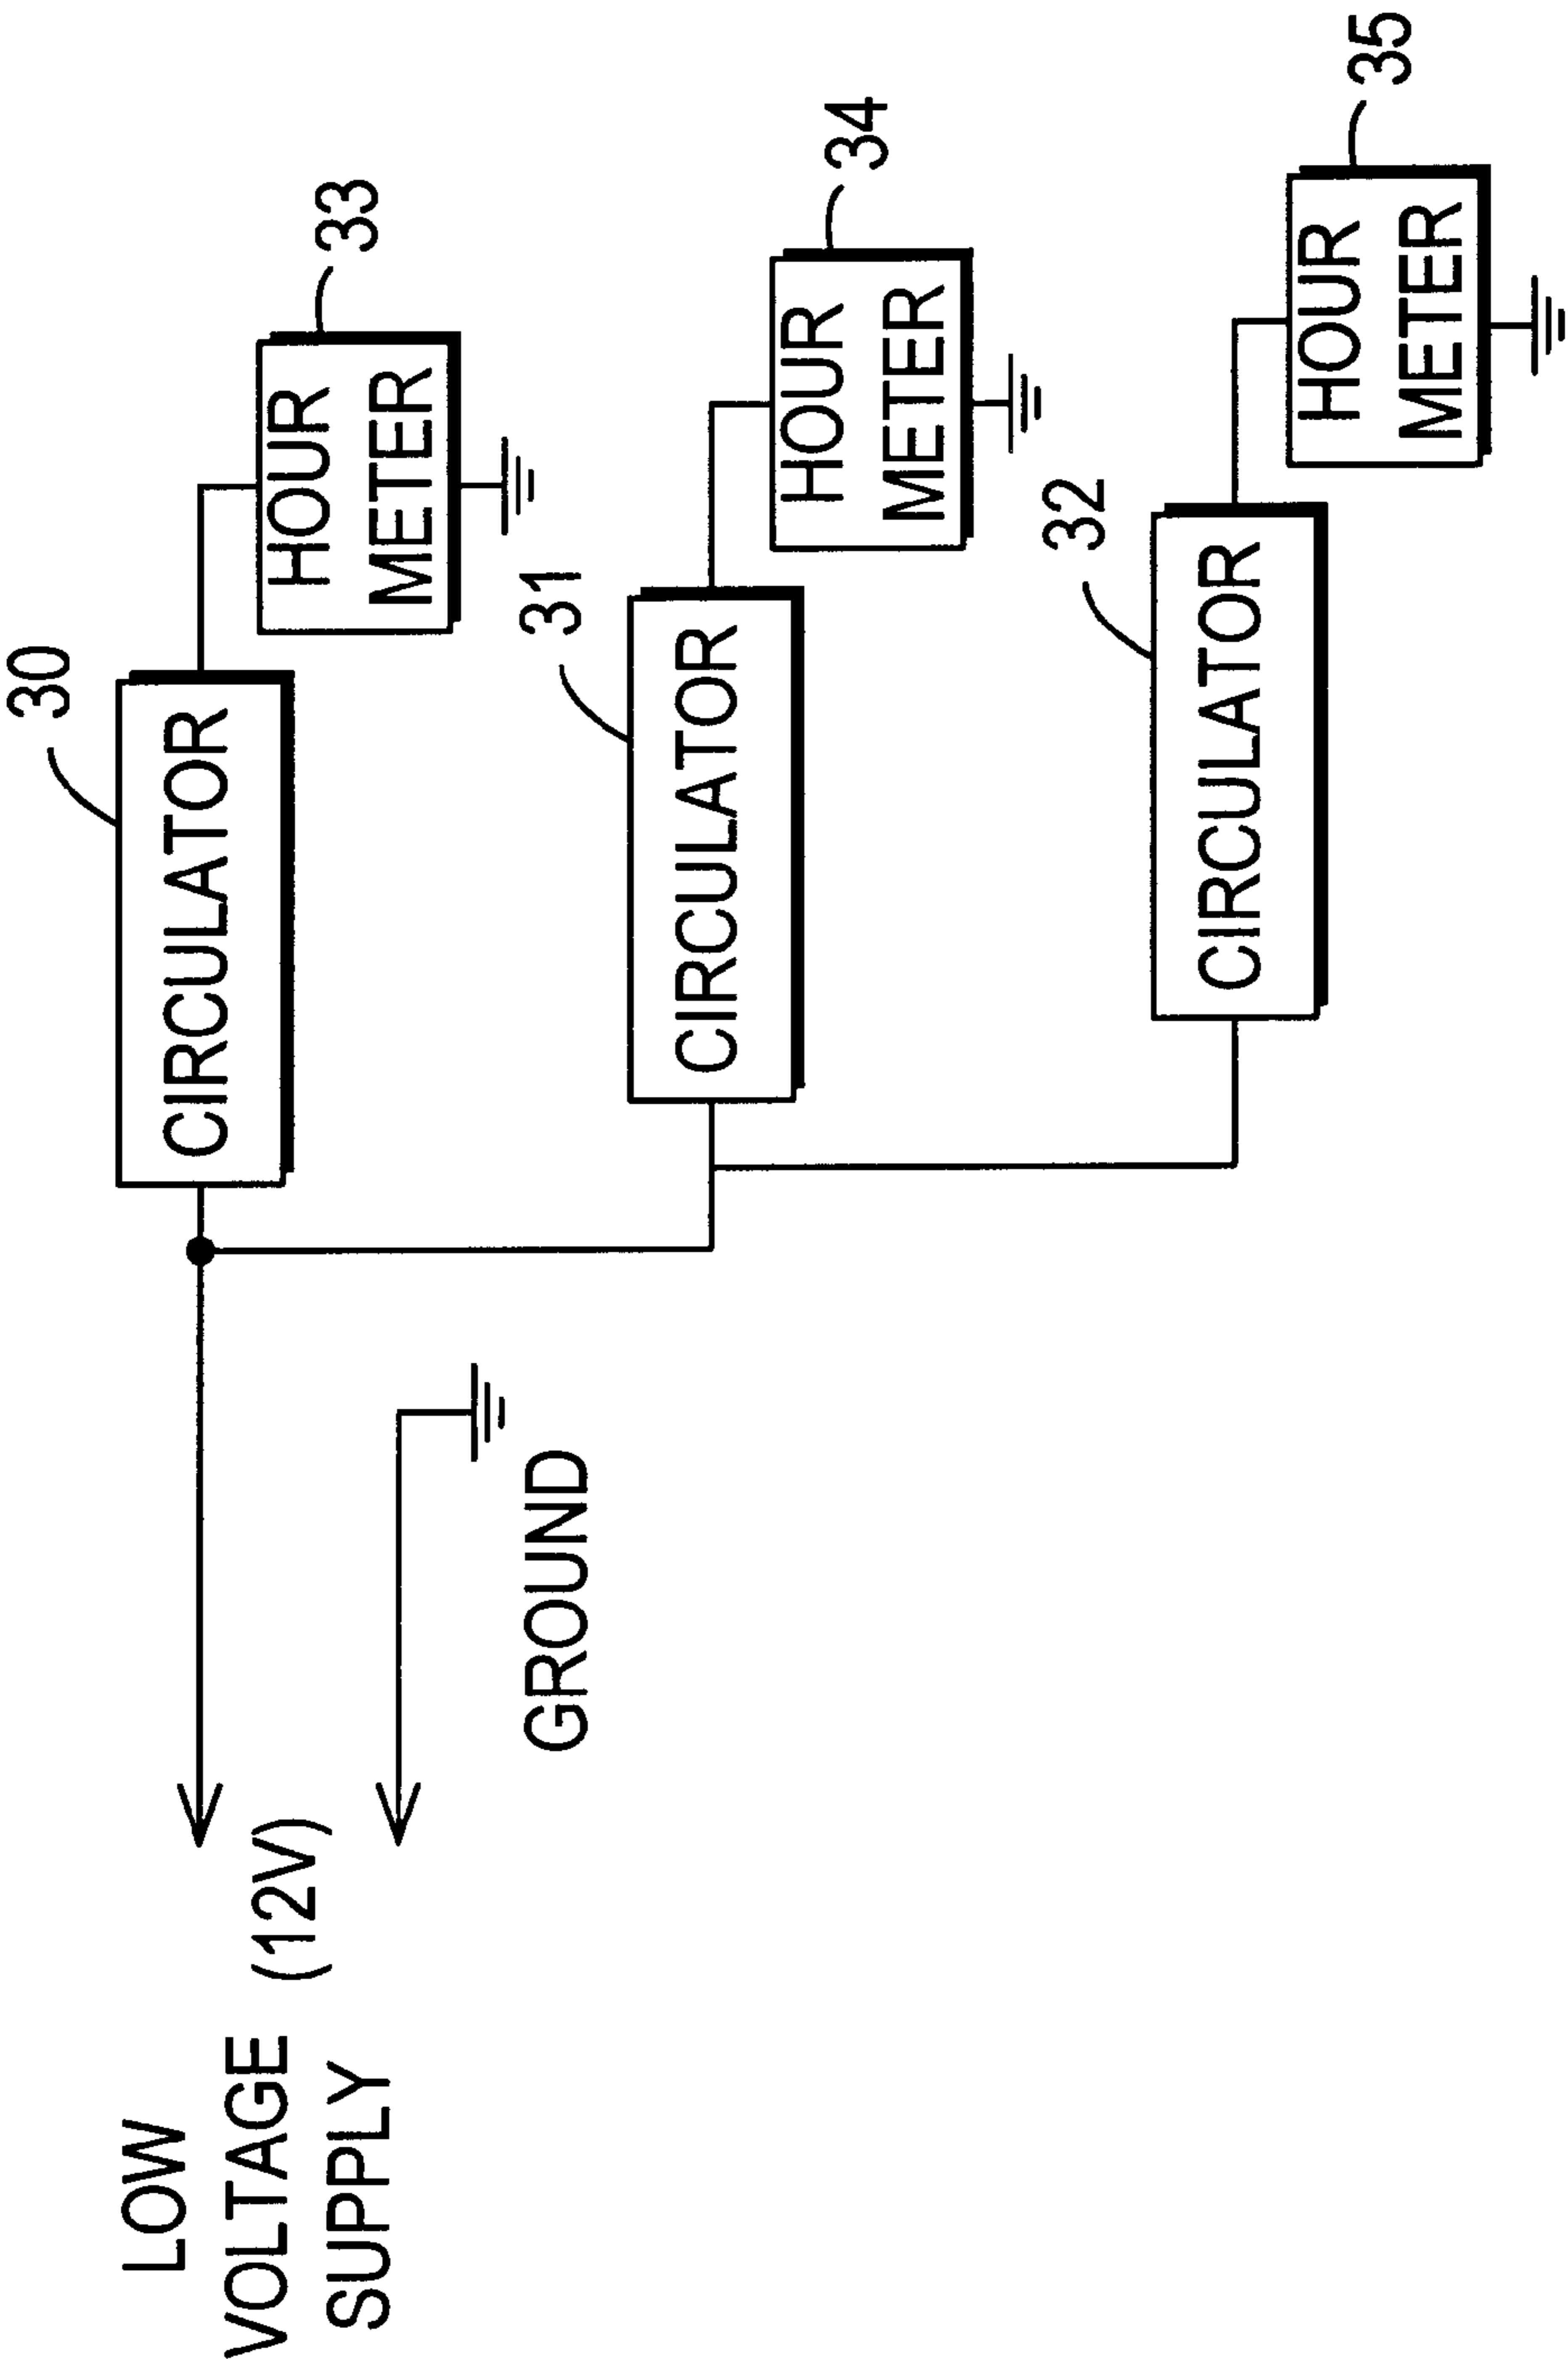 LOW
VOLTAGE (12V)
SUPPLY
GROUND
30
CIRCULATOR
33
HOUR
METER
31
CIRCULATOR
34
HOUR
METER
32
CIRCULATOR
35
HOUR
METER